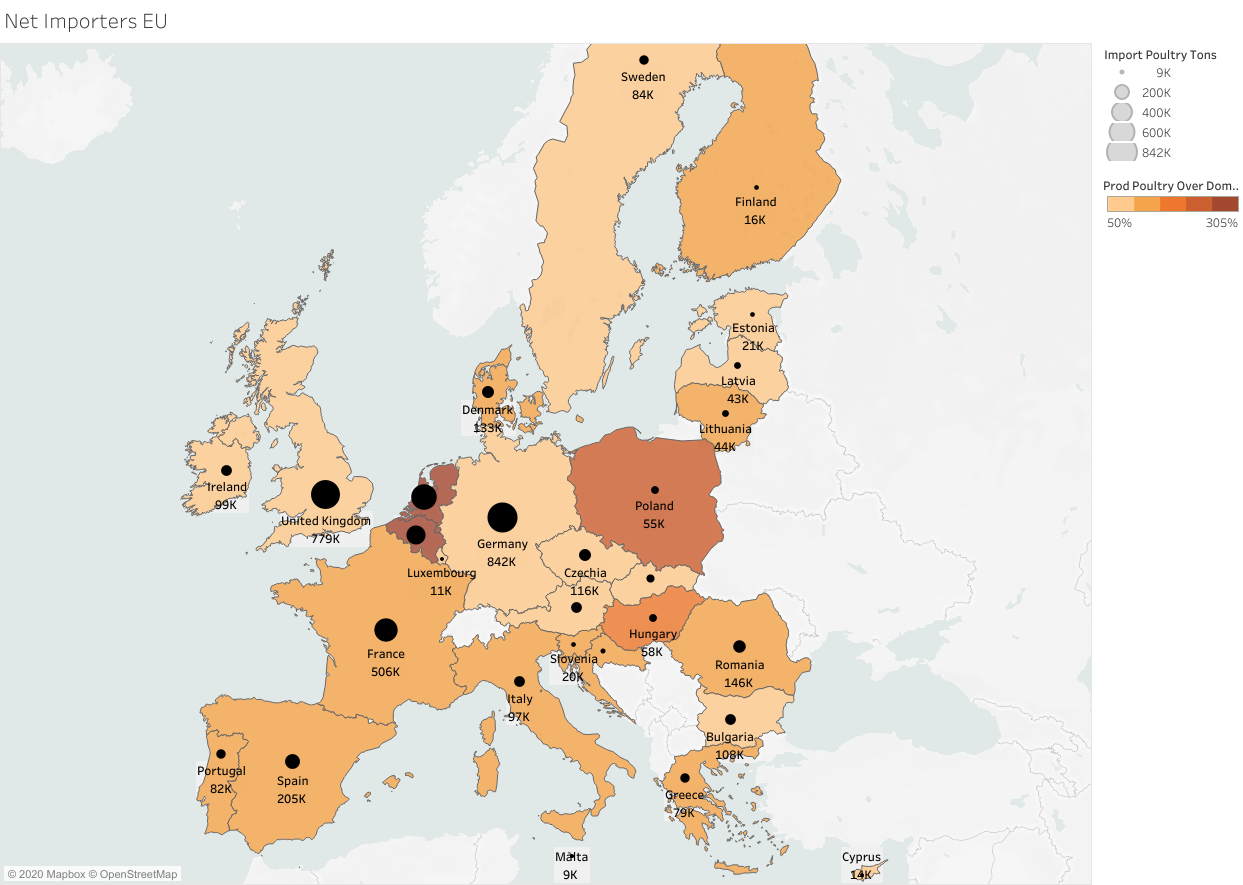 Net Importers EU
Import Poultry Tons
9K
200K
400K
600K
842K
Prod Poultry Over Dom..
50% 305%
Sweden
84K
Finland
16K
Estonia
21K
Latvia
43K
Lithuania
44K
Denmark
133K
Ireland
99K
United Kingdom
779K
Poland
55K
Germany
842K
Luxembourg
11K
Czechia
116K
Hungary
58K
France
506K
Slovenia
20K
Romania
146K
Italy
97K
Bulgaria
108K
Portugal
82K
Spain
205K
Greece
79K
Malta
9K
Cyprus
14K
© 2020 Mapbox © OpenStreetMap